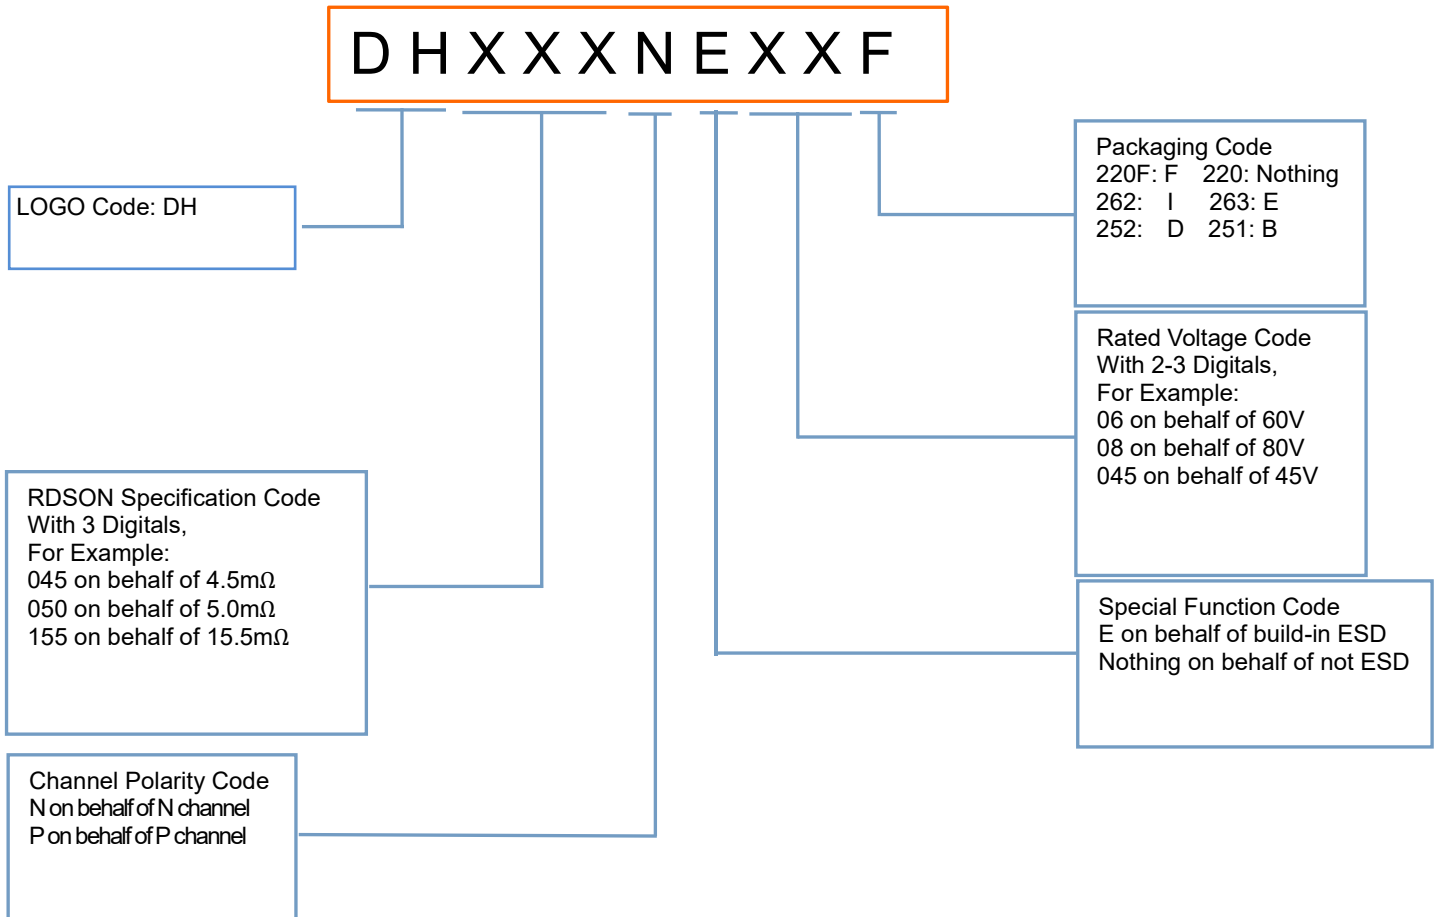 D H X X X N E X X F
LOGO Code: DH
Packaging Code
220F: F 220: Nothing
262: I 263: E
252: D 251: B
Rated Voltage Code
With 2-3 Digitals,
For Example:
06 on behalf of 60V
08 on behalf of 80V
045 on behalf of 45V
RDSON Specification Code
With 3 Digitals,
For Example:
045 on behalf of 4.5mΩ
050 on behalf of 5.0mΩ
155 on behalf of 15.5mΩ
Special Function Code
E on behalf of build-in ESD
Nothing on behalf of not ESD
Channel Polarity Code
N on behalf of N channel
P on behalf of P channel